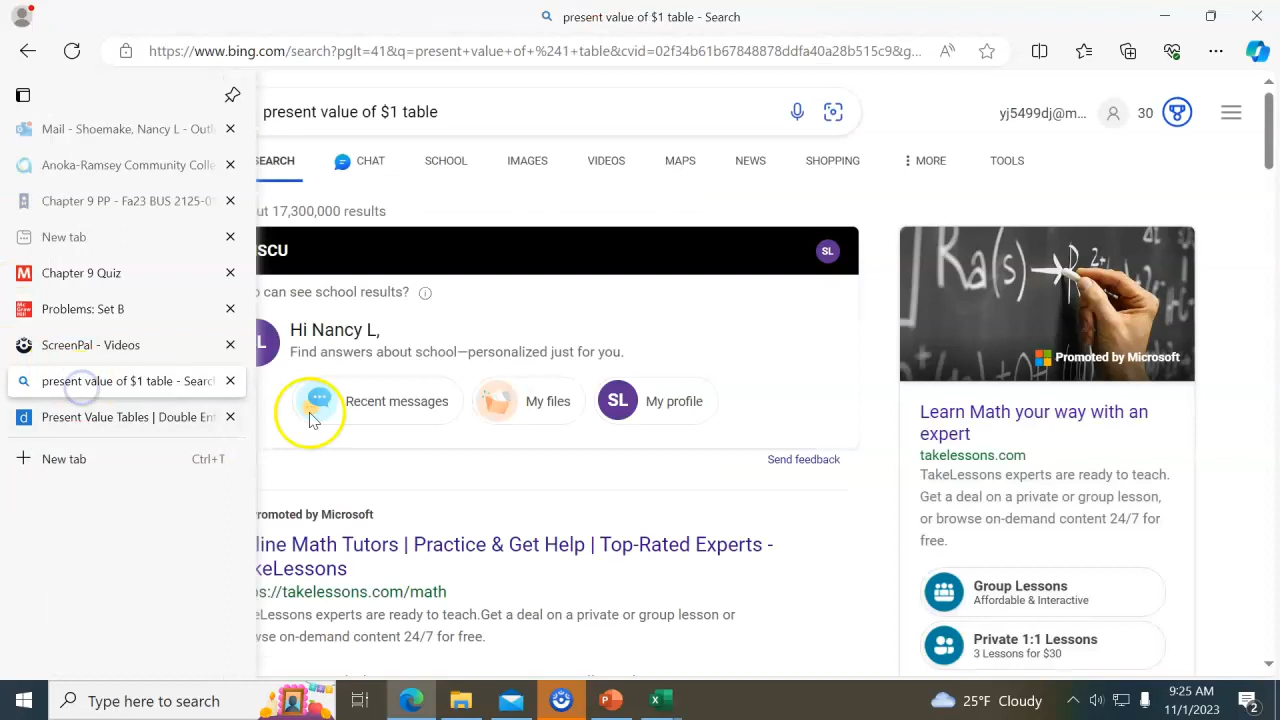 present value of $1 table - Search
https://www.bing.com/search?pglt=41&q=present+value+of+%241+table&cvid=02f34b61b67848878ddfa40a28b515c9&g...
Mail - Shoemake, Nancy L - Outl
Anoka-Ramsey Community Colle
Chapter 9 PP - Fa23 BUS 2125-0
New tab
Chapter 9 Quiz
Problems: Set B
ScreenPal - Videos
present value of $1 table - Searc
Present Value Tables | Double Ent
New tab Ctrl+T
present value of $1 table
yj5499dj@m... 30
SEARCH CHAT SCHOOL IMAGES VIDEOS MAPS NEWS SHOPPING MORE TOOLS
ut 17,300,000 results
SCU SL
o can see school results?
L
Hi Nancy L,
Find answers about school—personalized just for you.
Recent messages My files SL My profile
Send feedback
romoted by Microsoft
line Math Tutors | Practice & Get Help | Top-Rated Experts -
keLessons
ps://takelessons.com/math
keLessons experts are ready to teach.Get a deal on a private or group lesson or
wse on-demand content 24/7 for free.
Promoted by Microsoft
Learn Math your way with an
expert
takelessons.com
TakeLessons experts are ready to teach.
Get a deal on a private or group lesson,
or browse on-demand content 24/7 for
free.
Group Lessons
Affordable & Interactive
Private 1:1 Lessons
3 Lessons for $30
Type here to search
25°F Cloudy
9:25 AM
11/1/2023
2